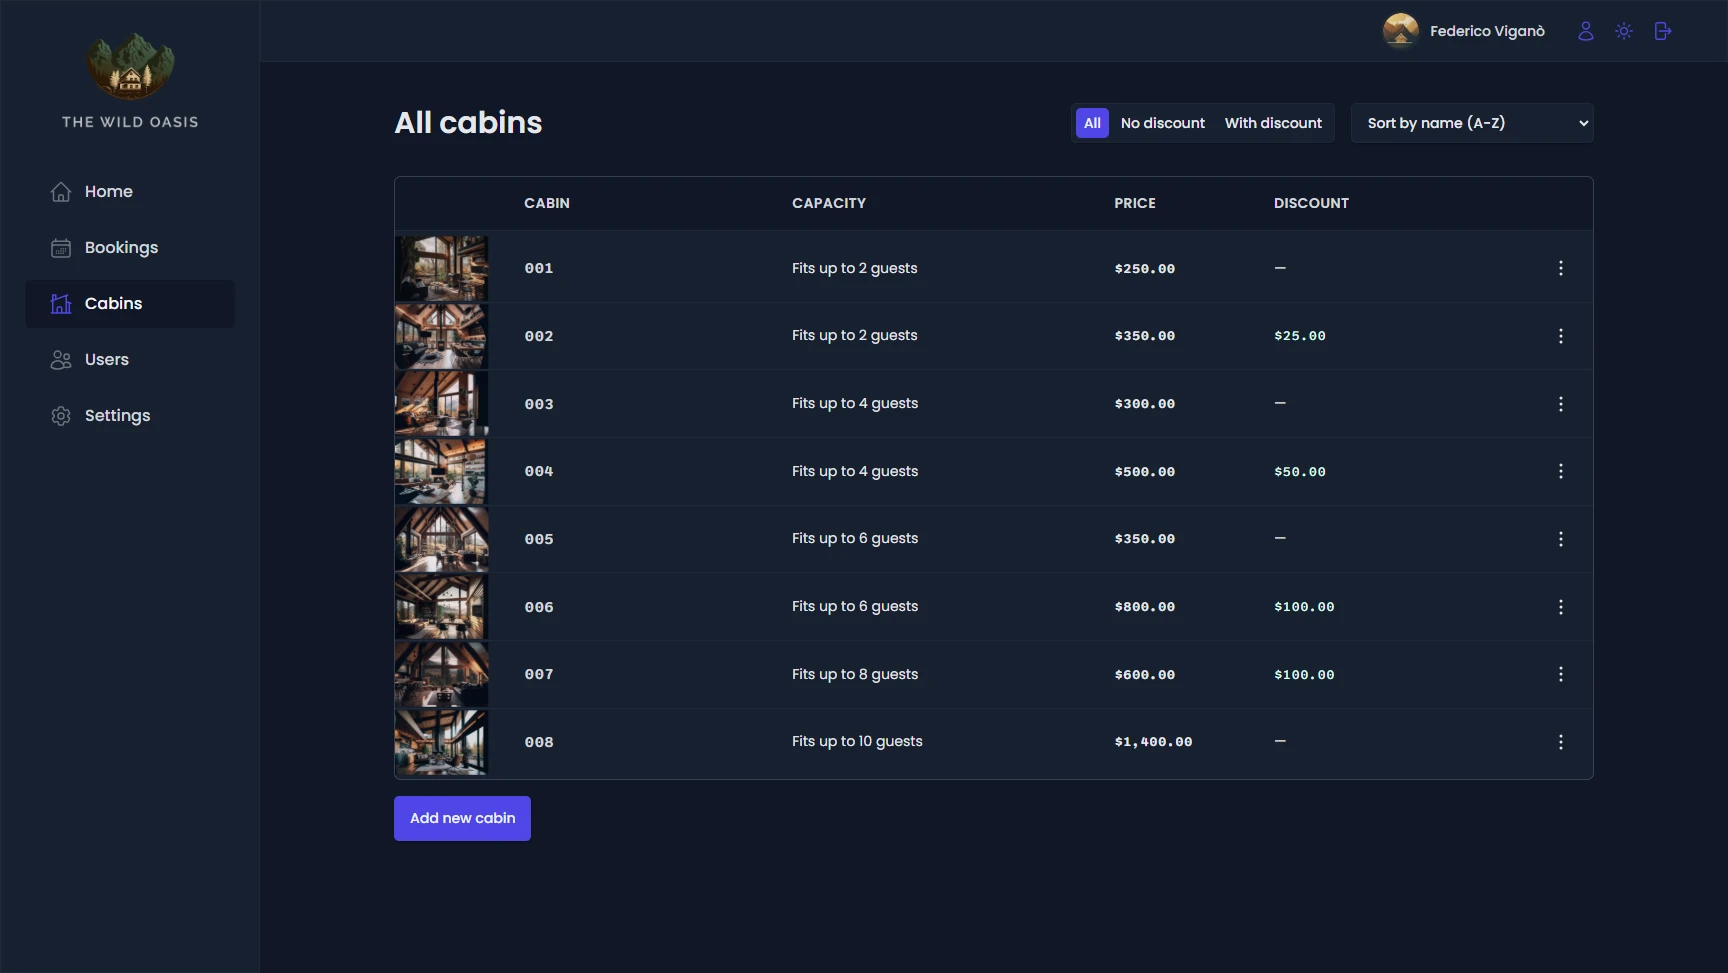 THE WILD OASIS
Home
Bookings
Cabins
Users
Settings
Federico Viganò
All cabins
All No discount With discount Sort by name (A-Z)
CABIN CAPACITY PRICE DISCOUNT
001 Fits up to 2 guests $250.00 —
002 Fits up to 2 guests $350.00 $25.00
003 Fits up to 4 guests $300.00 —
004 Fits up to 4 guests $500.00 $50.00
005 Fits up to 6 guests $350.00 —
006 Fits up to 6 guests $800.00 $100.00
007 Fits up to 8 guests $600.00 $100.00
008 Fits up to 10 guests $1,400.00 —
Add new cabin